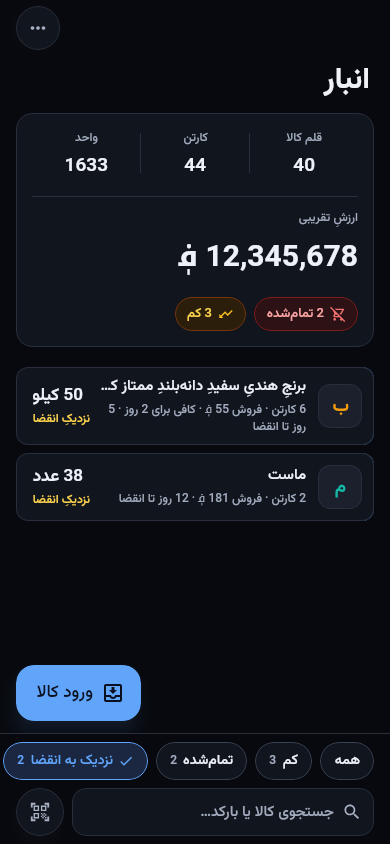 انبار
قلم کالا
40
کارتن
44
واحد
1633
ارزشِ تقریبی
12,345,678 ؋
2 تمام‌شده
3 کم
ب
برنجِ هندیِ سفیدِ دانه‌بلندِ ممتاز ک...
6 کارتن · فروش 55 ؋ · کافی برای 2 روز · 5
روز تا انقضا
50 کیلو
نزدیکِ انقضا
م
ماست
2 کارتن · فروش 181 ؋ · 12 روز تا انقضا
38 عدد
نزدیکِ انقضا
ورود کالا
همه
کم 3
تمام‌شده 2
نزدیک به انقضا 2
جستجوی کالا یا بارکد...